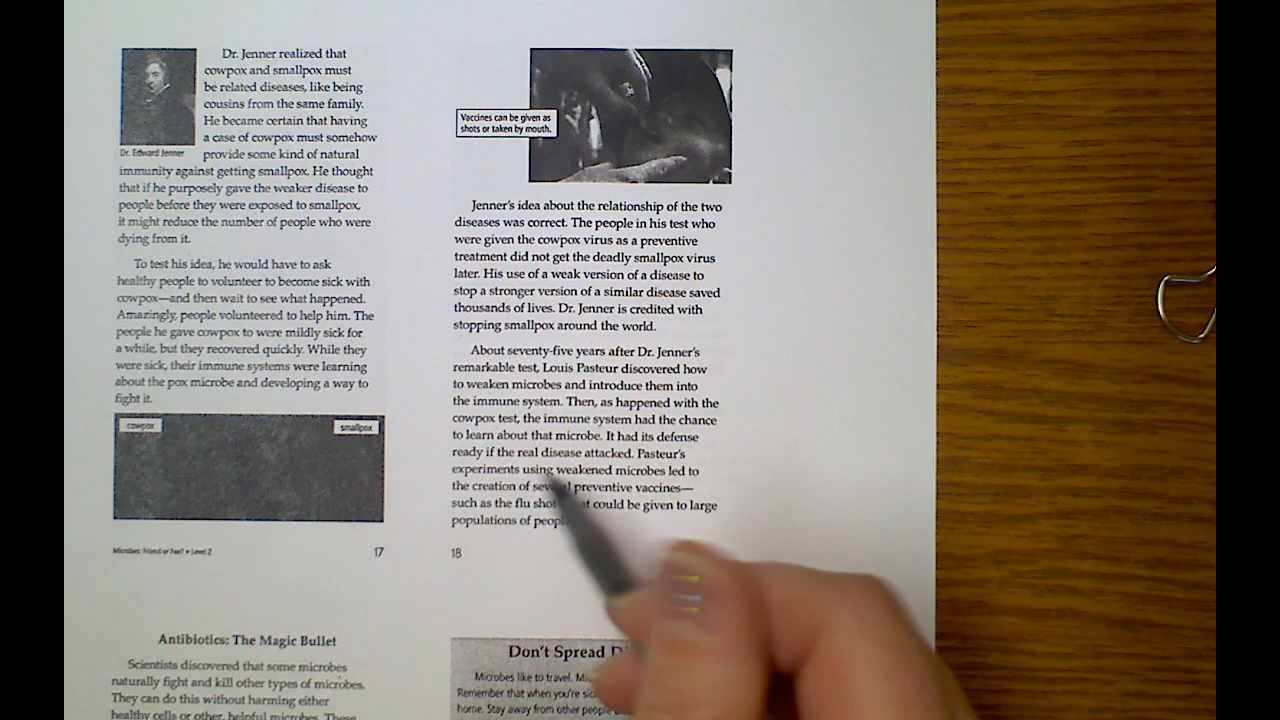 Dr. Jenner realized that
cowpox and smallpox must
be related diseases, like being
cousins from the same family.
He became certain that having
a case of cowpox must somehow
provide some kind of natural
Dr. Edward Jenner
immunity against getting smallpox. He thought
that if he purposely gave the weaker disease to
people before they were exposed to smallpox,
it might reduce the number of people who were
dying from it.
To test his idea, he would have to ask
healthy people to volunteer to become sick with
cowpox—and then wait to see what happened.
Amazingly, people volunteered to help him. The
people he gave cowpox to were mildly sick for
a while, but they recovered quickly. While they
were sick, their immune systems were learning
about the pox microbe and developing a way to
fight it.
cowpox
smallpox
Microbes: Friend or Foe? • Level Z
17
Vaccines can be given as
shots or taken by mouth.
Jenner's idea about the relationship of the two
diseases was correct. The people in his test who
were given the cowpox virus as a preventive
treatment did not get the deadly smallpox virus
later. His use of a weak version of a disease to
stop a stronger version of a similar disease saved
thousands of lives. Dr. Jenner is credited with
stopping smallpox around the world.
About seventy-five years after Dr. Jenner's
remarkable test, Louis Pasteur discovered how
to weaken microbes and introduce them into
the immune system. Then, as happened with the
cowpox test, the immune system had the chance
to learn about that microbe. It had its defense
ready if the real disease attacked. Pasteur's
experiments using weakened microbes led to
the creation of several preventive vaccines—
such as the flu shot could be given to large
populations of
18
Antibiotics: The Magic Bullet
Scientists discovered that some microbes
naturally fight and kill other types of microbes.
They can do this without harming either
healthy cells or other, helpful microbes. These
Don't Spread
Microbes like to travel.
Remember that when you're
home. Stay away from other people